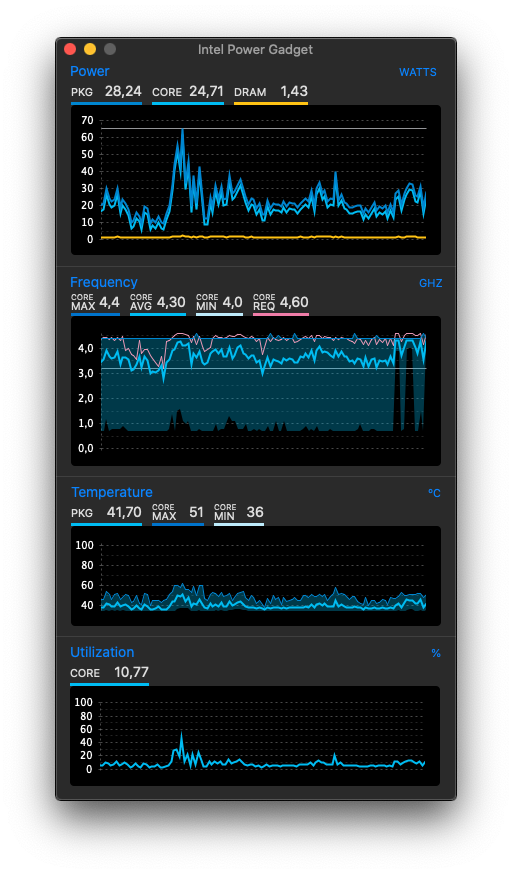 Intel Power Gadget
Power WATTS
PKG 28,24 CORE 24,71 DRAM 1,43
70
60
50
40
30
20
10
0
Frequency GHZ
CORE MAX 4,4 CORE AVG 4,30 CORE MIN 4,0 CORE REQ 4,60
4,0
3,0
2,0
1,0
0,0
Temperature °C
PKG 41,70 CORE MAX 51 CORE MIN 36
100
80
60
40
Utilization %
CORE 10,77
100
80
60
40
20
0